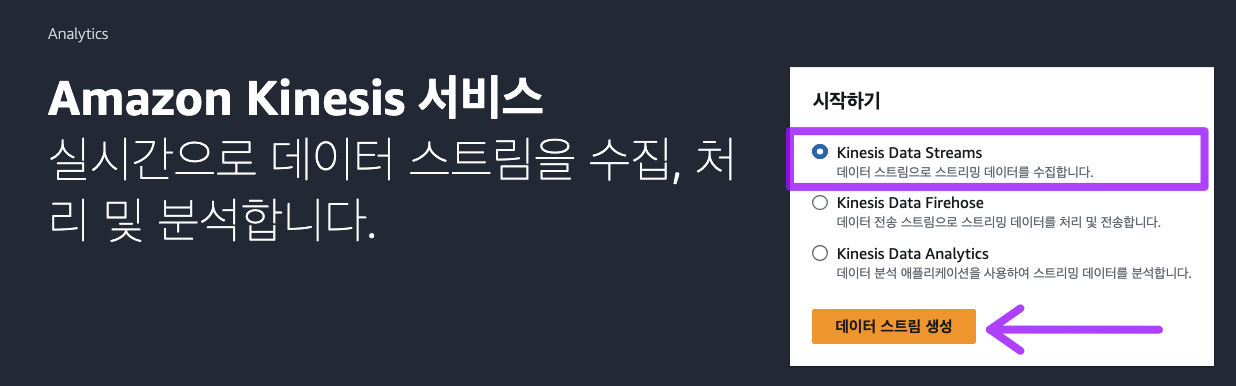 Analytics
Amazon Kinesis 서비스
실시간으로 데이터 스트림을 수집, 처
리 및 분석합니다.
시작하기
Kinesis Data Streams
데이터 스트림으로 스트리밍 데이터를 수집합니다.
Kinesis Data Firehose
데이터 전송 스트림으로 스트리밍 데이터를 처리 및 전송합니다.
Kinesis Data Analytics
데이터 분석 애플리케이션을 사용하여 스트리밍 데이터를 분석합니다.
데이터 스트림 생성